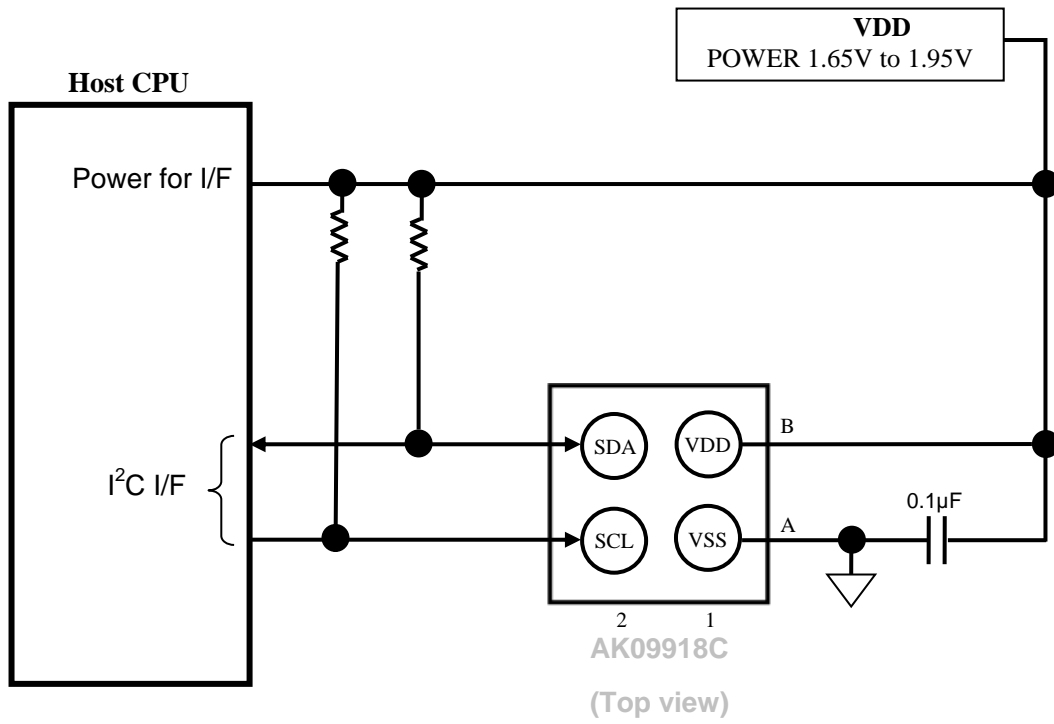 VDD
POWER 1.65V to 1.95V
Host CPU
Power for I/F
SDA
VDD
B
I²C I/F
0.1µF
SCL
VSS
A
2
1
AK09918C
(Top view)